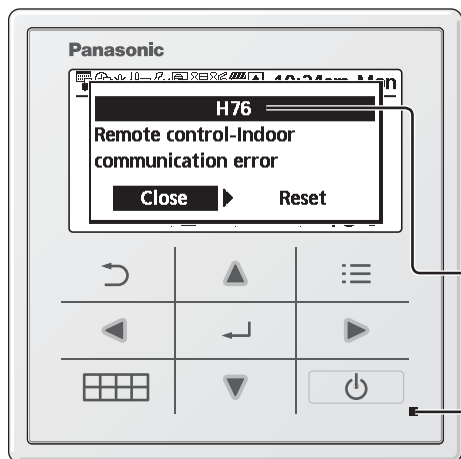 Panasonic
H76
Remote control-Indoor
communication error
Close Reset